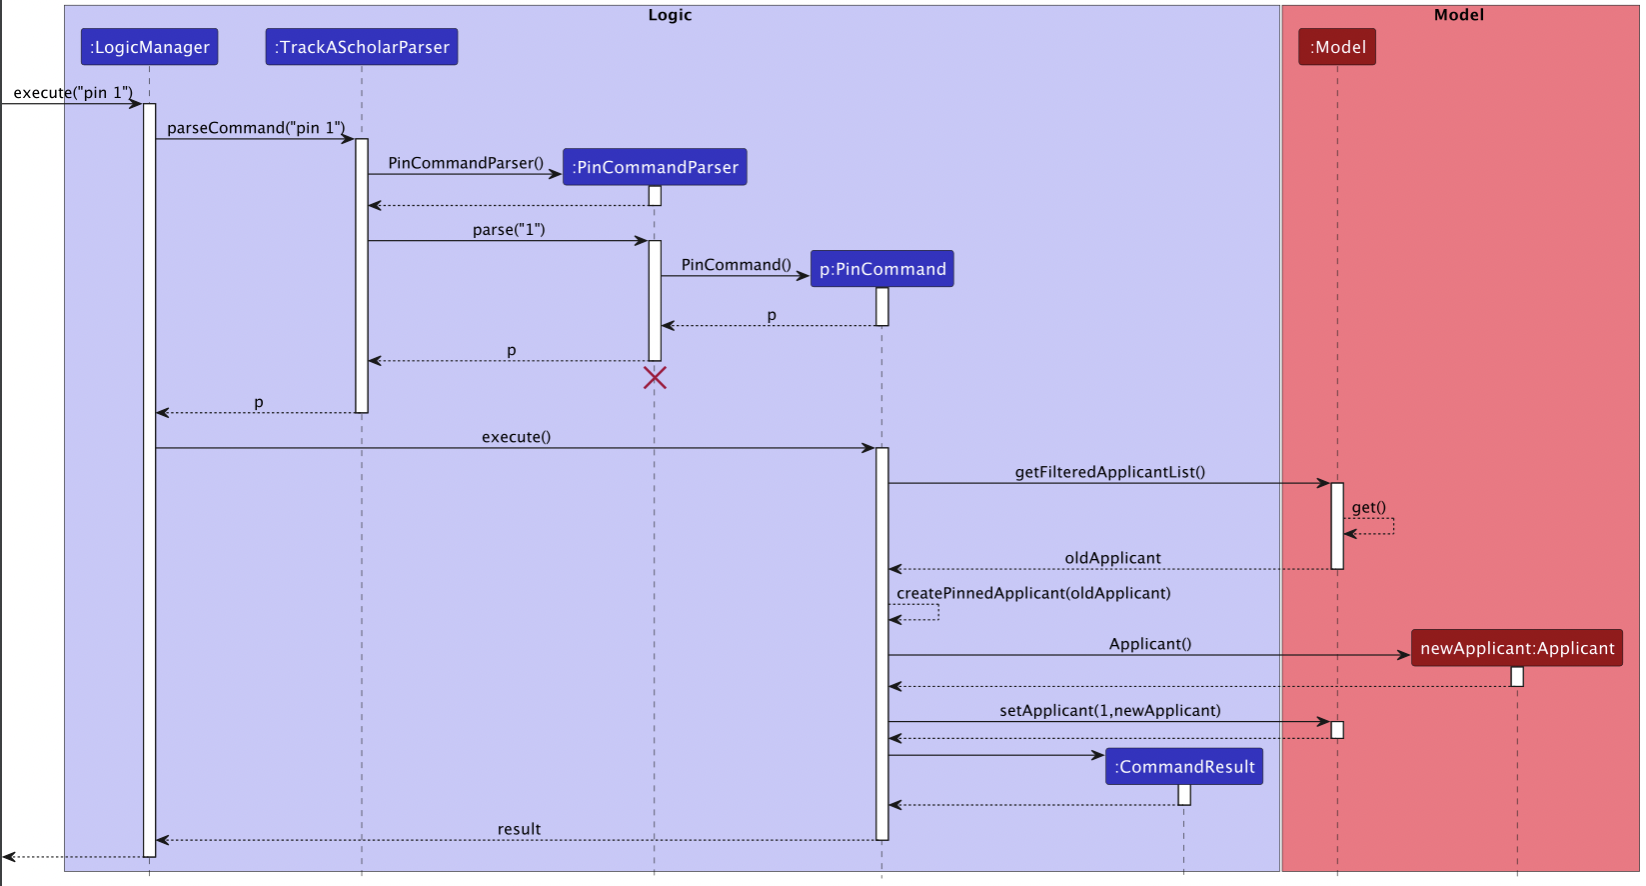 Logic
Model
:LogicManager
:TrackAScholarParser
:Model
execute("pin 1")
parseCommand("pin 1")
PinCommandParser()
:PinCommandParser
parse("1")
PinCommand()
p:PinCommand
p
p
p
execute()
getFilteredApplicantList()
get()
oldApplicant
createPinnedApplicant(oldApplicant)
Applicant()
newApplicant:Applicant
setApplicant(1,newApplicant)
:CommandResult
result